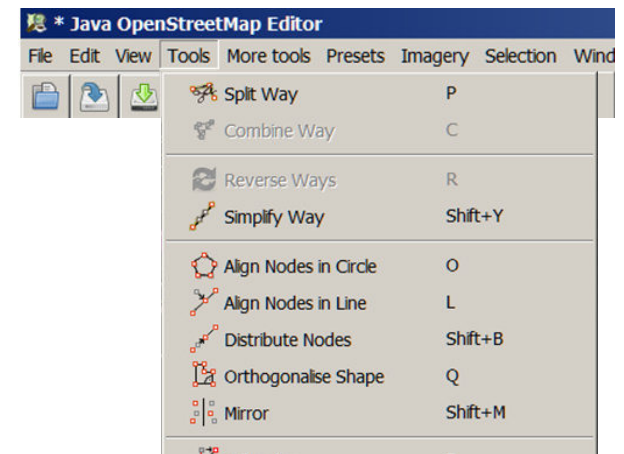 * Java OpenStreetMap Editor
File Edit View Tools More tools Presets Imagery Selection Wind
Split Way P
Combine Way C
Reverse Ways R
Simplify Way Shift+Y
Align Nodes in Circle O
Align Nodes in Line L
Distribute Nodes Shift+B
Orthogonalise Shape Q
Mirror Shift+M